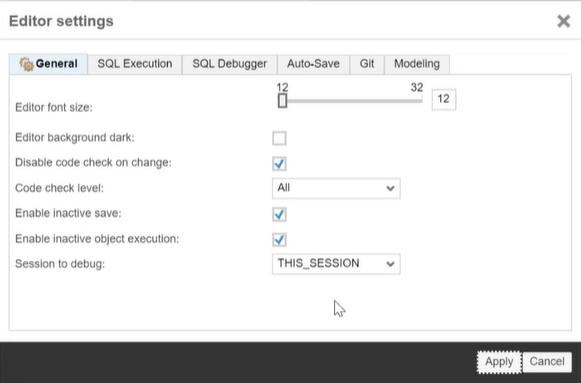 Editor settings
General SQL Execution SQL Debugger Auto-Save Git Modeling
12 32
Editor font size: 12
Editor background dark:
Disable code check on change:
Code check level: All
Enable inactive save:
Enable inactive object execution:
Session to debug: THIS_SESSION
Apply Cancel